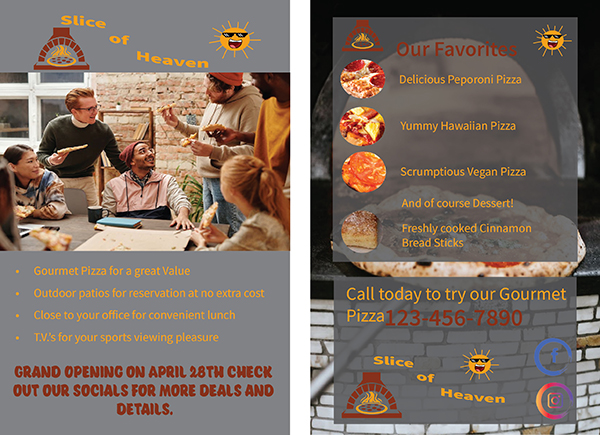 Slice
of
Heaven
• Gourmet Pizza for a great Value
• Outdoor patios for reservation at no extra cost
• Close to your office for convenient lunch
• T.V.'s for your sports viewing pleasure
GRAND OPENING ON APRIL 28TH CHECK
OUT OUR SOCIALS FOR MORE DEALS AND
DETAILS.
Our Favorites
Delicious Peporoni Pizza
Yummy Hawaiian Pizza
Scrumptious Vegan Pizza
And of course Dessert!
Freshly cooked Cinnamon
Bread Sticks
Call today to try our Gourmet
Pizza 123-456-7890
Slice
of
Heaven